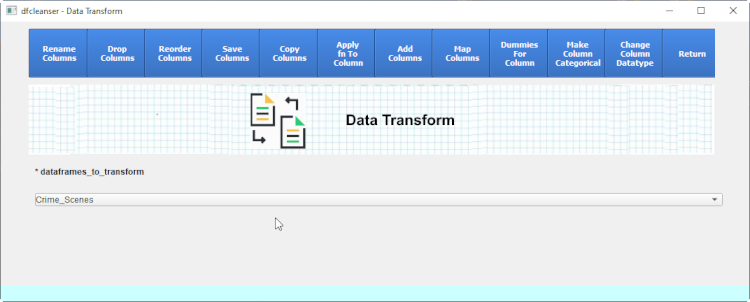 dfcleanser - Data Transform
Rename Columns
Drop Columns
Reorder Columns
Save Columns
Copy Columns
Apply fn To Column
Add Columns
Map Columns
Dummies For Column
Make Column Categorical
Change Column Datatype
Return
Data Transform
* dataframes_to_transform
Crime_Scenes